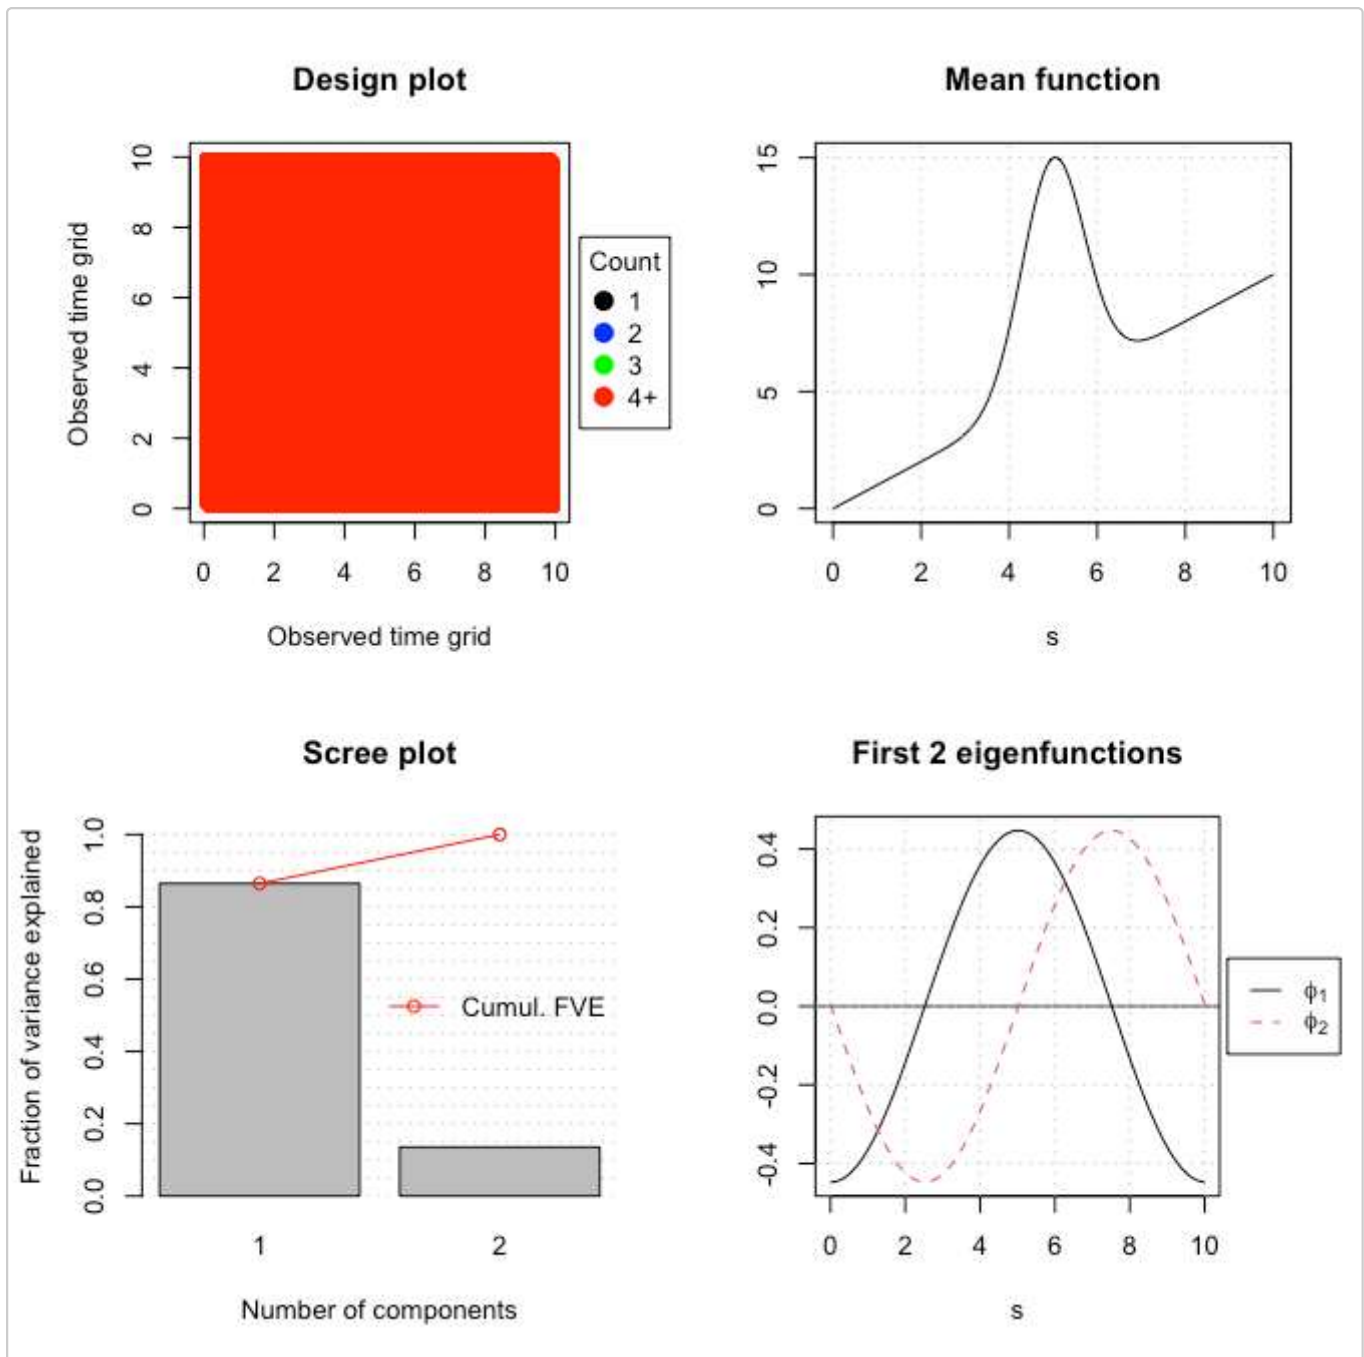 Design plot
Observed time grid
10
8
6
4
2
0
0 2 4 6 8 10
Observed time grid
Count
1
2
3
4+
Mean function
15
10
5
0
0 2 4 6 8 10
s
Scree plot
Fraction of variance explained
1.0
0.8
0.6
0.4
0.2
0.0
Cumul. FVE
1 2
Number of components
First 2 eigenfunctions
0.4
0.2
0.0
-0.2
-0.4
0 2 4 6 8 10
s
ϕ1
ϕ2